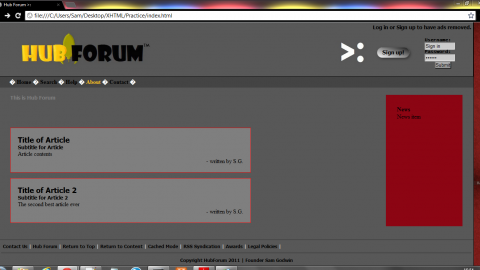 Hub Forum >:
file:///C:/Users/Sam/Desktop/XHTML/Practice/index.html
Log in or Sign up to have ads removed.
HUB FORUM™
>:
Sign up!
Username:
Sign in
Password:
•••••
Submit
� Home � Search � Help � About � Contact �
This is Hub Forum
News
News here
Title of Article
Subtitle for Article
Article contents
- written by S.G.
Title of Article 2
Subtitle for Article 2
The second best article ever
- written by S.G.
Contact Us | Hub Forum | Return to Top | Return to Content | Cached Mode | RSS Syndication | Awards | Legal Policies |
Copyright HubForum 2011 | Founder Sam Godwin